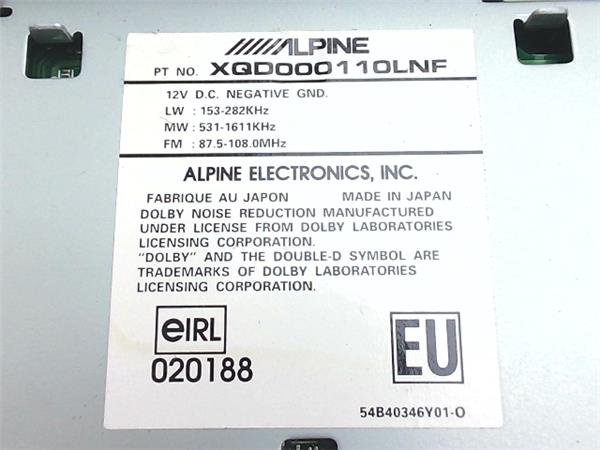 ALPINE
PT NO. XQD000110LNF
12V D.C. NEGATIVE GND.
LW : 153-282KHz
MW : 531-1611KHz
FM : 87.5-108.0MHz
ALPINE ELECTRONICS, INC.
FABRIQUE AU JAPON MADE IN JAPAN
DOLBY NOISE REDUCTION MANUFACTURED
UNDER LICENSE FROM DOLBY LABORATORIES
LICENSING CORPORATION.
"DOLBY" AND THE DOUBLE-D SYMBOL ARE
TRADEMARKS OF DOLBY LABORATORIES
LICENSING CORPORATION.
eIRL
020188
EU
54B40346Y01-O